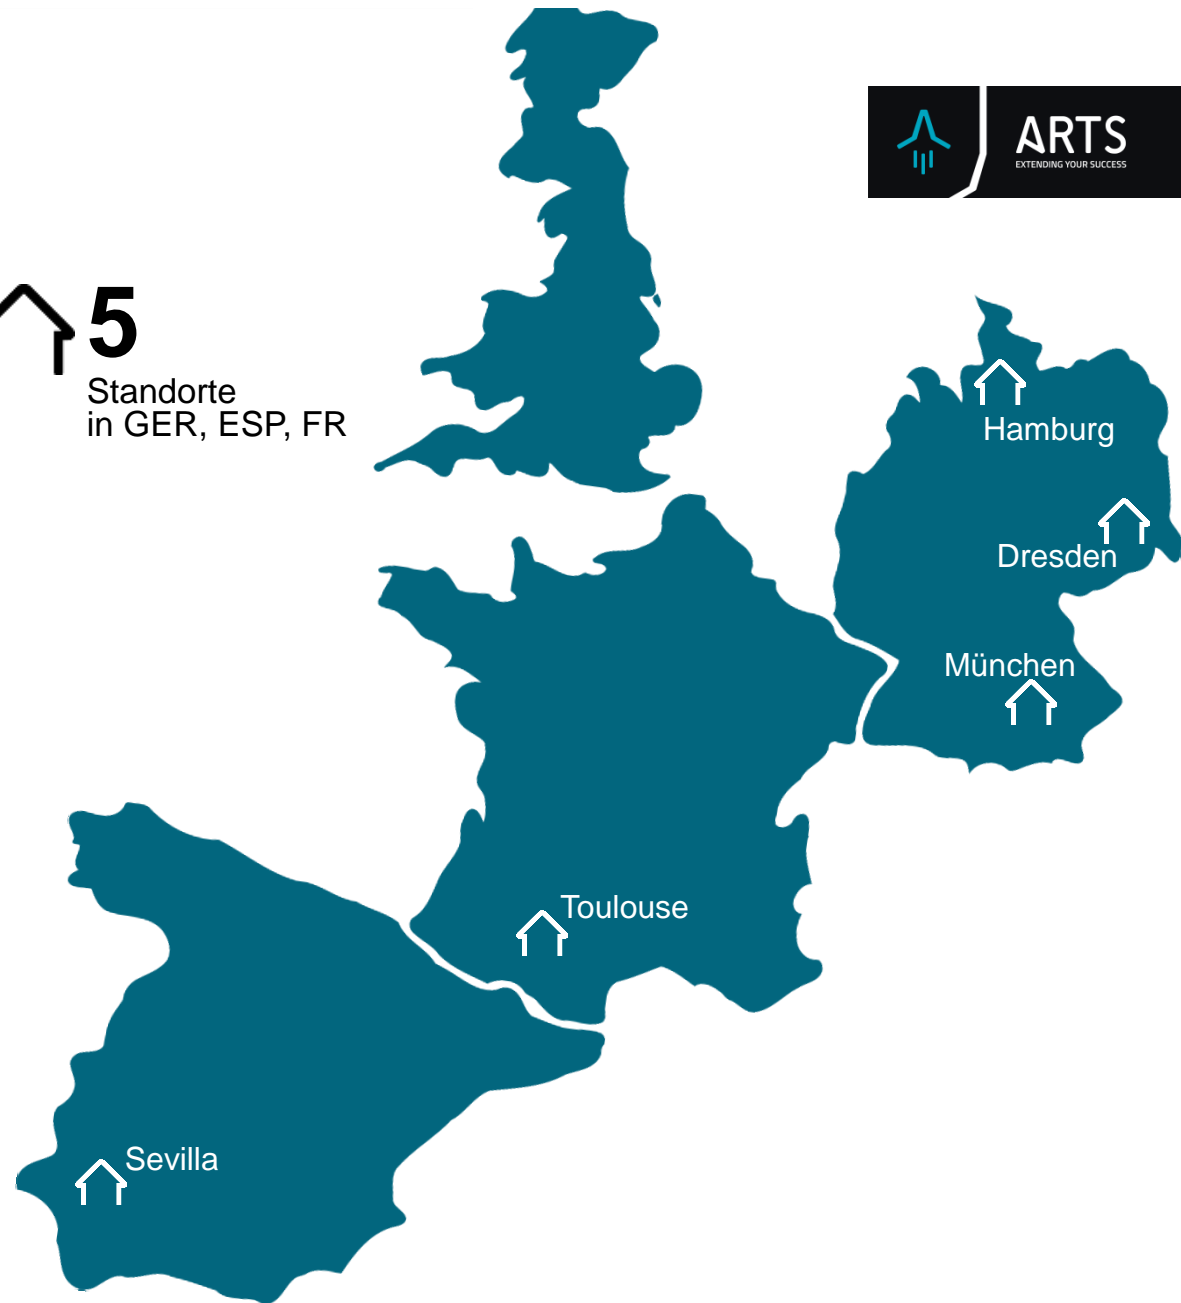 ARTS
EXTENDING YOUR SUCCESS
5
Standorte
in GER, ESP, FR
Hamburg
Dresden
München
Toulouse
Sevilla